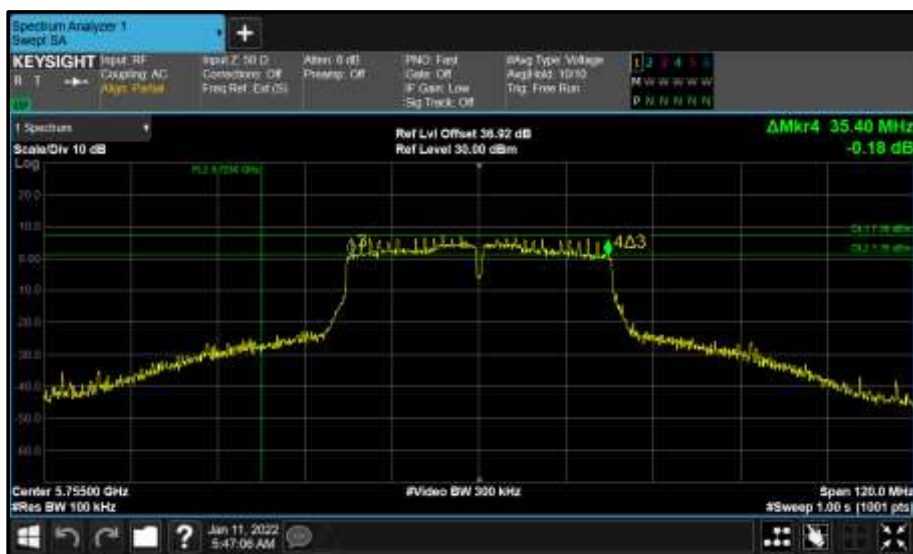 Spectrum Analyzer 1
Swept SA
KEYSIGHT
R T
Input: RF
Coupling: AC
Align: Partial
Input Z: 50 Ω
Corrections: Off
Freq Ref: Ext (S)
Atten: 6 dB
Preamp: Off
PNO: Fast
Gate: Off
IF Gain: Low
Sig Track: Off
#Avg Type: Voltage
Avg|Hold: 10/10
Trig: Free Run
1 2 3 4 5 6
M W W W W W
P N N N N N
1 Spectrum
Scale/Div 10 dB
Log
Ref Lvl Offset 36.92 dB
Ref Level 30.00 dBm
ΔMkr4 35.40 MHz
-0.18 dB
20.0
10.0
0.00
-10.0
-20.0
-30.0
-40.0
-50.0
-60.0
4Δ3
Center 5.75500 GHz
#Res BW 100 kHz
#Video BW 300 kHz
Span 120.0 MHz
#Sweep 1.00 s (1001 pts)
Jan 11, 2022
5:47:06 AM